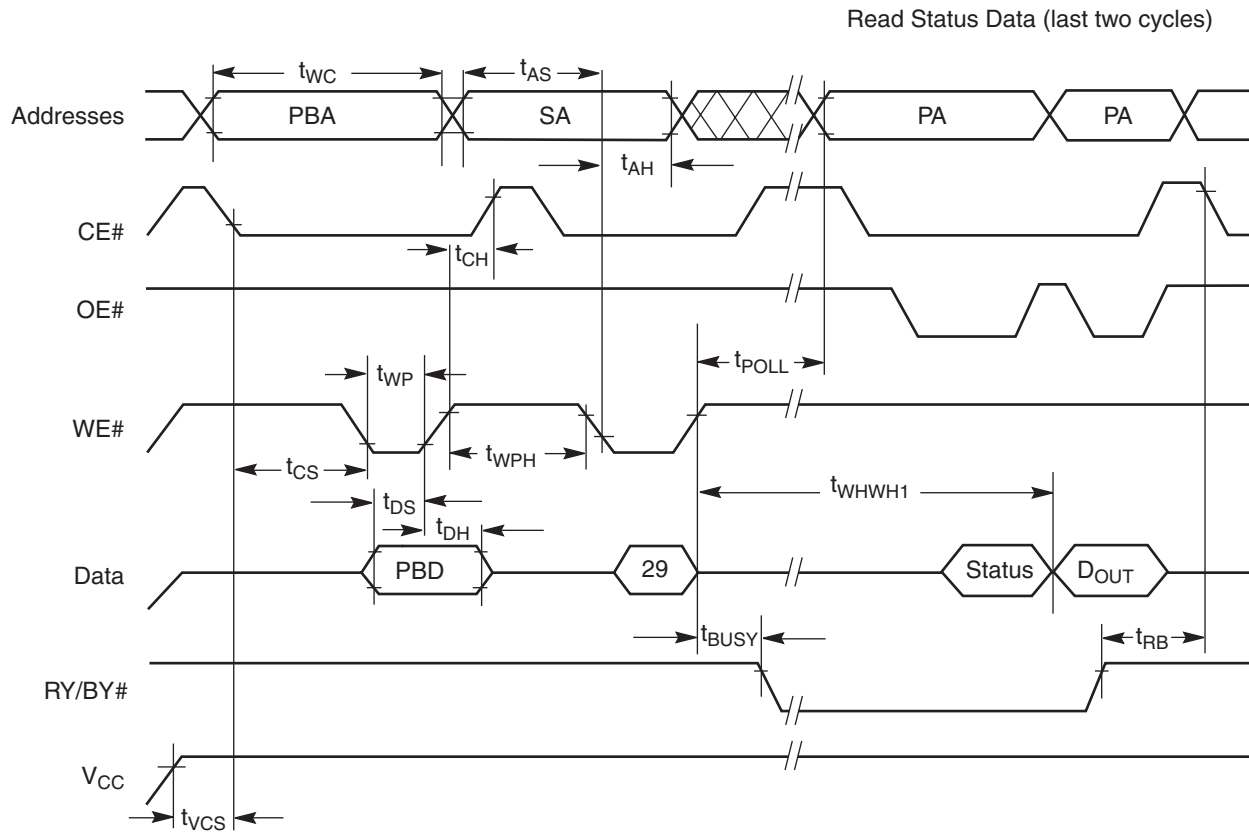 Read Status Data (last two cycles)
tWC
tAS
Addresses
PBA
SA
PA
PA
tAH
CE#
tCH
OE#
tPOLL
tWP
WE#
tWPH
tCS
tWHWH1
tDS
tDH
Data
PBD
29
Status
DOUT
tBUSY
tRB
RY/BY#
VCC
tVCS